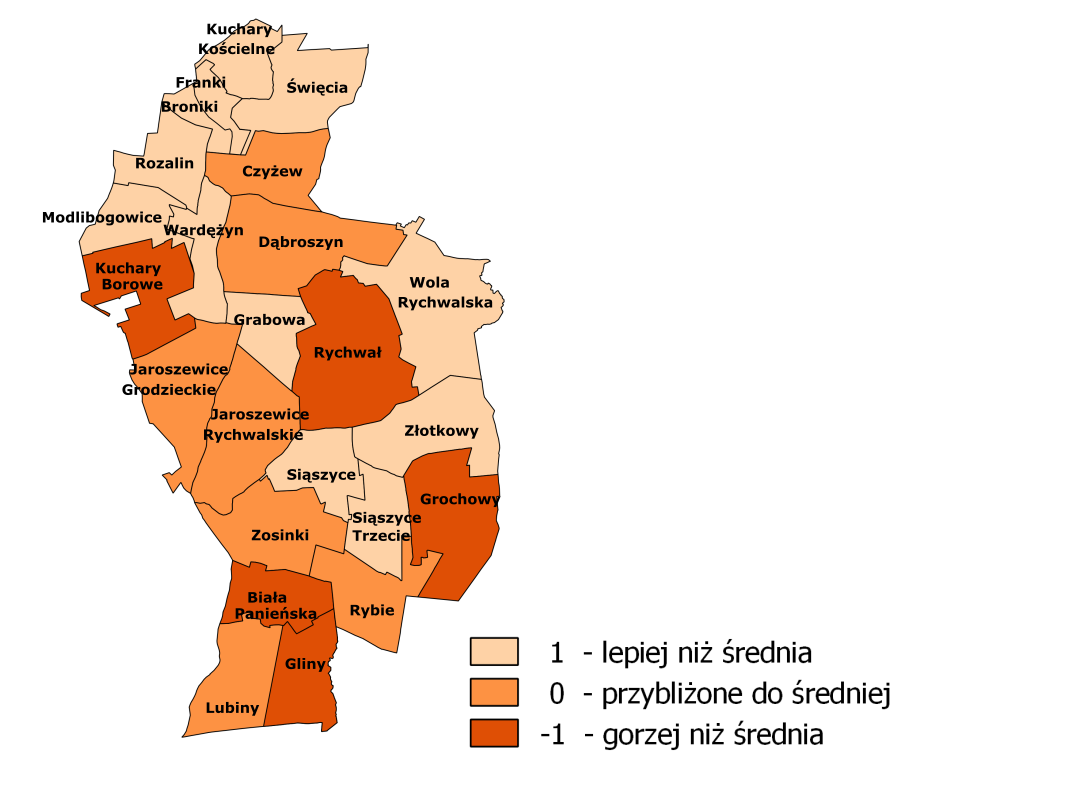 Kuchary
Kościelne
Franki
Święcia
Broniki
Rozalin
Czyżew
Modlibogowice
Wardężyn
Dąbroszyn
Kuchary
Borowe
Wola
Rychwalska
Grabowa
Rychwał
Jaroszewice
Grodzieckie
Jaroszewice
Rychwalskie
Złotkowy
Siąszyce
Grochowy
Siąszyce
Trzecie
Zosinki
Biała
Panieńska
Rybie
Gliny
Lubiny
1 - lepiej niż średnia
0 - przybliżone do średniej
-1 - gorzej niż średnia